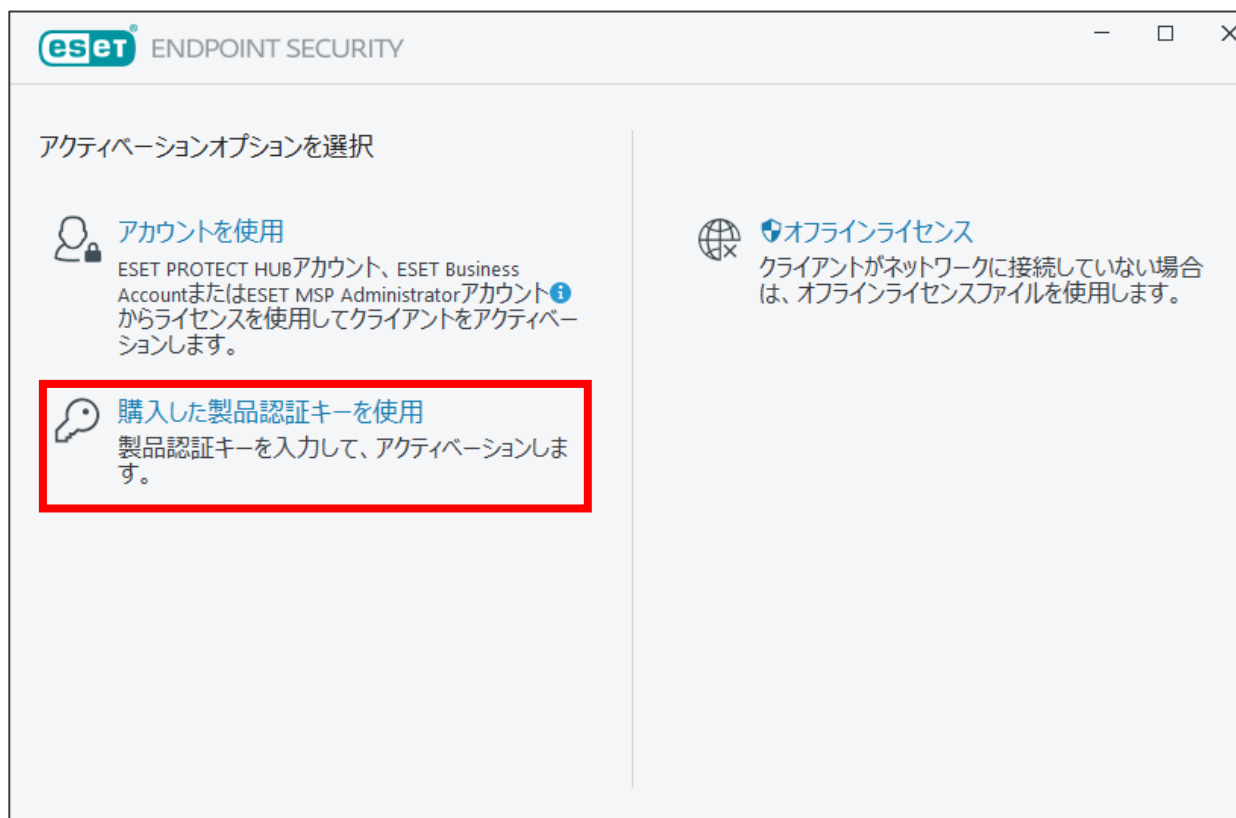 eset® ENDPOINT SECURITY
アクティベーションオプションを選択
アカウントを使用
ESET PROTECT HUBアカウント、ESET Business
AccountまたはESET MSP Administratorアカウント
からライセンスを使用してクライアントをアクティベー
ションします。
購入した製品認証キーを使用
製品認証キーを入力して、アクティベーションしま
す。
オフラインライセンス
クライアントがネットワークに接続していない場合
は、オフラインライセンスファイルを使用します。